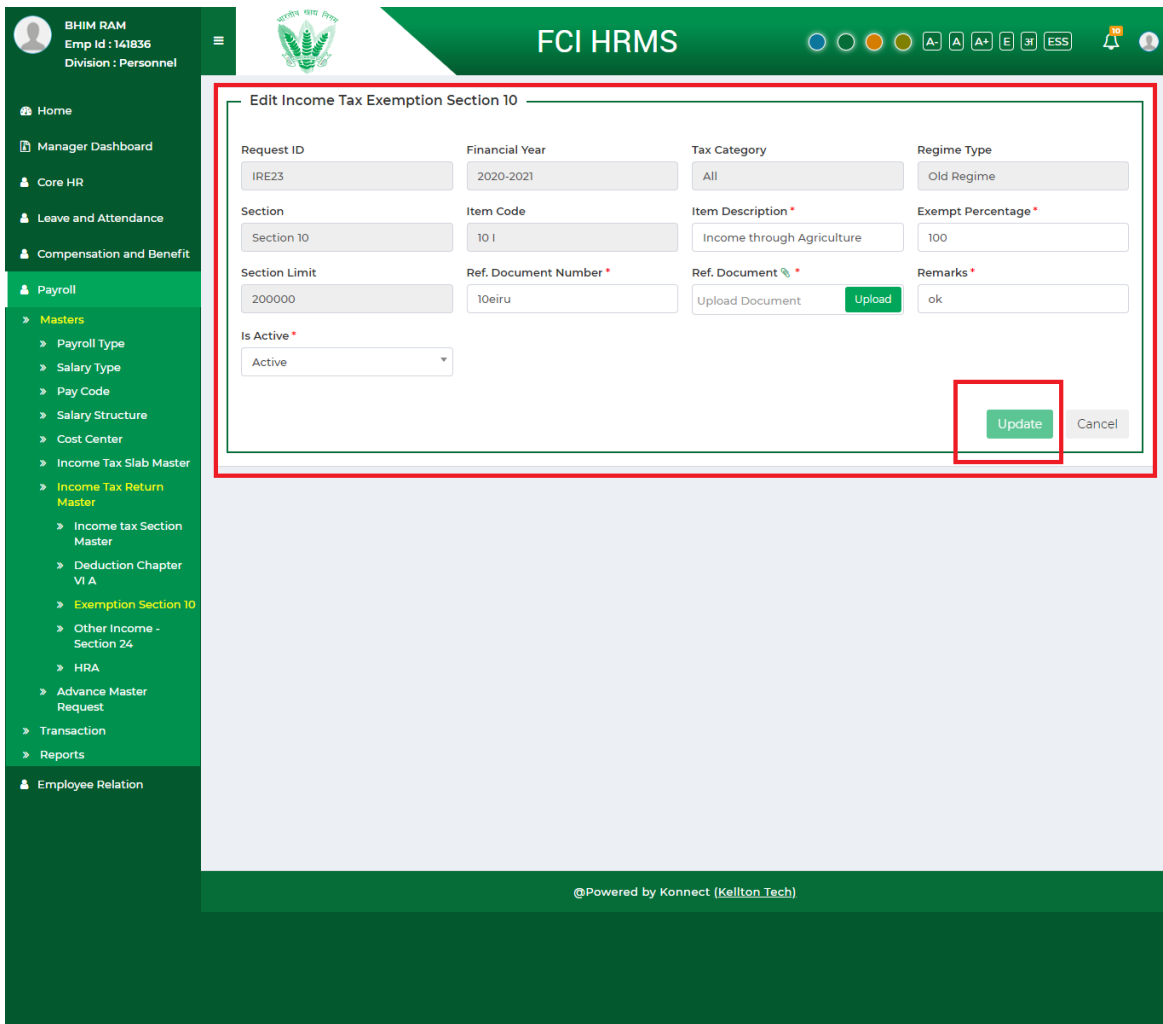 BHIM RAM
Emp Id : 141836
Division : Personnel
भारतीय खाद्य निगम
FCI HRMS
A- A A+ E अ ESS
10
Home
Manager Dashboard
Core HR
Leave and Attendance
Compensation and Benefit
Payroll
Masters
Payroll Type
Salary Type
Pay Code
Salary Structure
Cost Center
Income Tax Slab Master
Income Tax Return
Master
Income tax Section
Master
Deduction Chapter
VI A
Exemption Section 10
Other Income -
Section 24
HRA
Advance Master
Request
Transaction
Reports
Employee Relation
Edit Income Tax Exemption Section 10
Request ID Financial Year Tax Category Regime Type
IRE23 2020-2021 All Old Regime
Section Item Code Item Description * Exempt Percentage *
Section 10 10 I Income through Agriculture 100
Section Limit Ref. Document Number * Ref. Document * Remarks *
200000 10eiru Upload Document Upload ok
Is Active *
Active
Update Cancel
@Powered by Konnect (Kellton Tech)